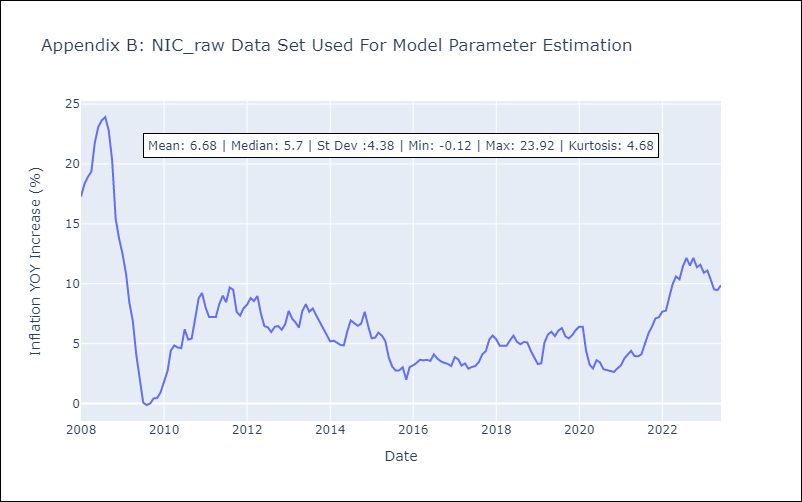 Appendix B: NIC_raw Data Set Used For Model Parameter Estimation
25
Mean: 6.68 | Median: 5.7 | St Dev :4.38 | Min: -0.12 | Max: 23.92 | Kurtosis: 4.68
20
15
10
5
0
Inflation YOY Increase (%)
2008 2010 2012 2014 2016 2018 2020 2022
Date